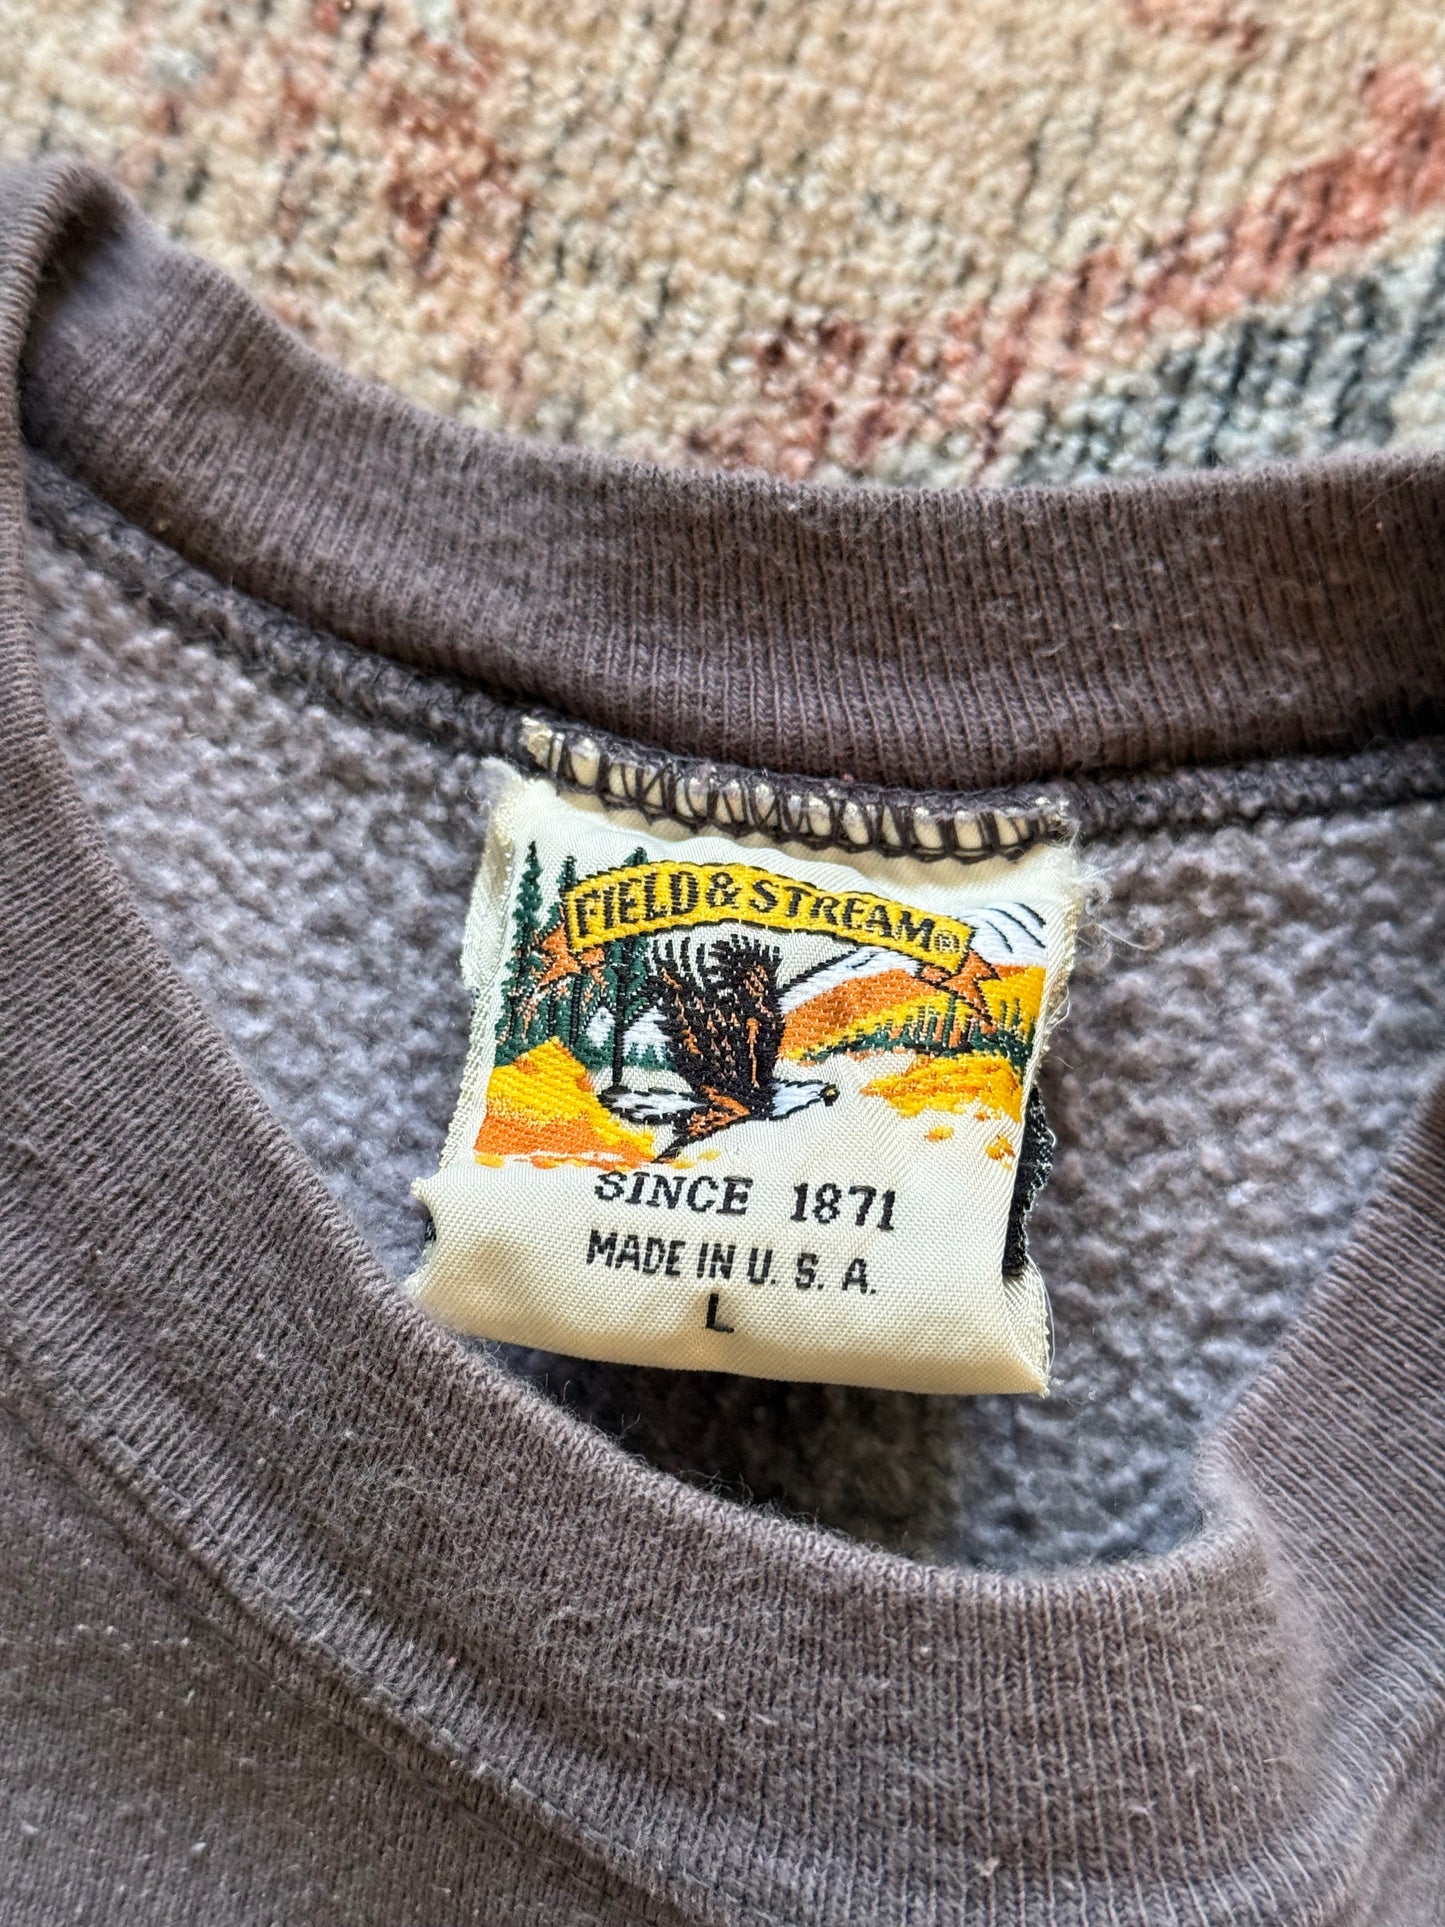 FIELD & STREAM®
SINCE 1871
MADE IN U. S. A.
L